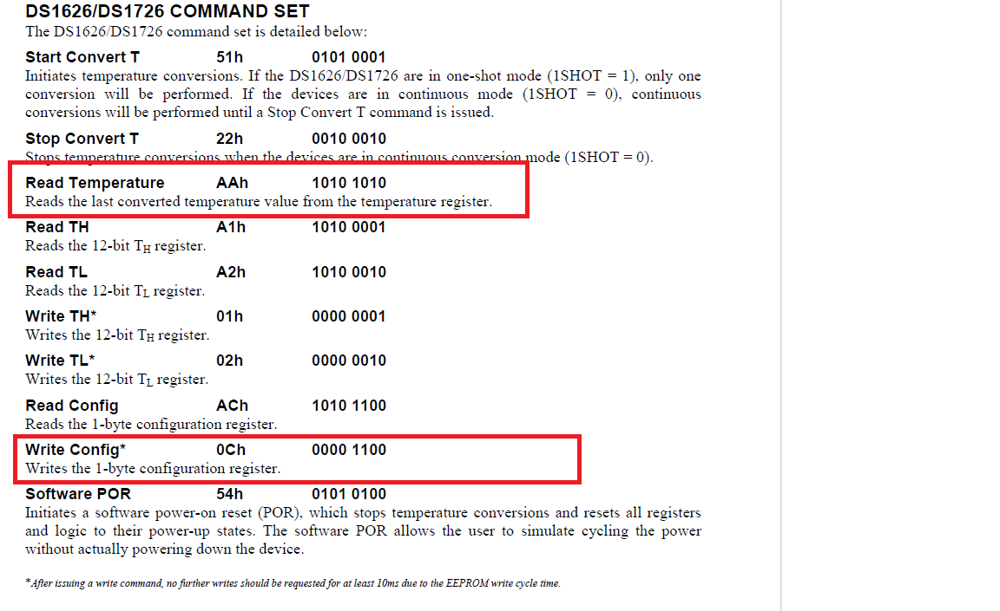 DS1626/DS1726 COMMAND SET
The DS1626/DS1726 command set is detailed below:
Start Convert T 51h 0101 0001
Initiates temperature conversions. If the DS1626/DS1726 are in one-shot mode (1SHOT = 1), only one
conversion will be performed. If the devices are in continuous mode (1SHOT = 0), continuous
conversions will be performed until a Stop Convert T command is issued.
Stop Convert T 22h 0010 0010
Stops temperature conversions when the devices are in continuous conversion mode (1SHOT = 0).
Read Temperature AAh 1010 1010
Reads the last converted temperature value from the temperature register.
Read TH A1h 1010 0001
Reads the 12-bit TH register.
Read TL A2h 1010 0010
Reads the 12-bit TL register.
Write TH* 01h 0000 0001
Writes the 12-bit TH register.
Write TL* 02h 0000 0010
Writes the 12-bit TL register.
Read Config ACh 1010 1100
Reads the 1-byte configuration register.
Write Config* 0Ch 0000 1100
Writes the 1-byte configuration register.
Software POR 54h 0101 0100
Initiates a software power-on reset (POR), which stops temperature conversions and resets all registers
and logic to their power-up states. The software POR allows the user to simulate cycling the power
without actually powering down the device.
*After issuing a write command, no further writes should be requested for at least 10ms due to the EEPROM write cycle time.